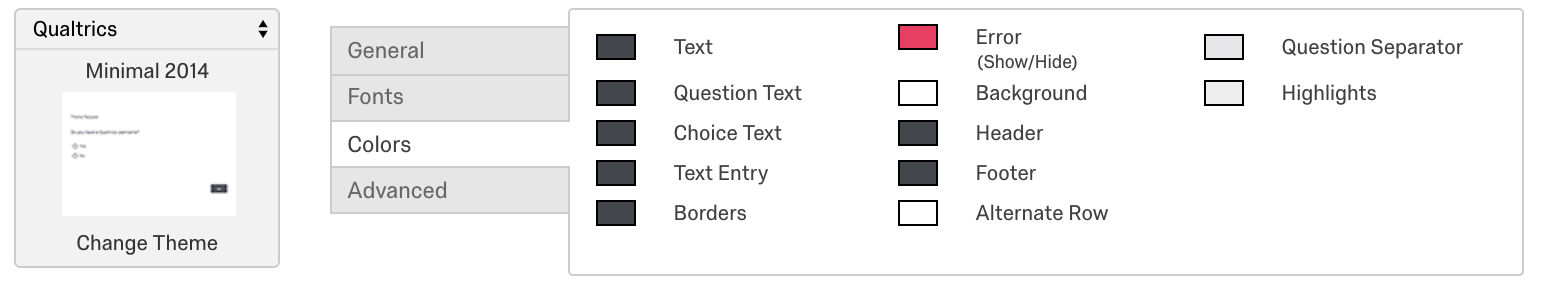 Qualtrics
Minimal 2014
Change Theme
General
Fonts
Colors
Advanced
Text
Question Text
Choice Text
Text Entry
Borders
Error
(Show/Hide)
Background
Header
Footer
Alternate Row
Question Separator
Highlights